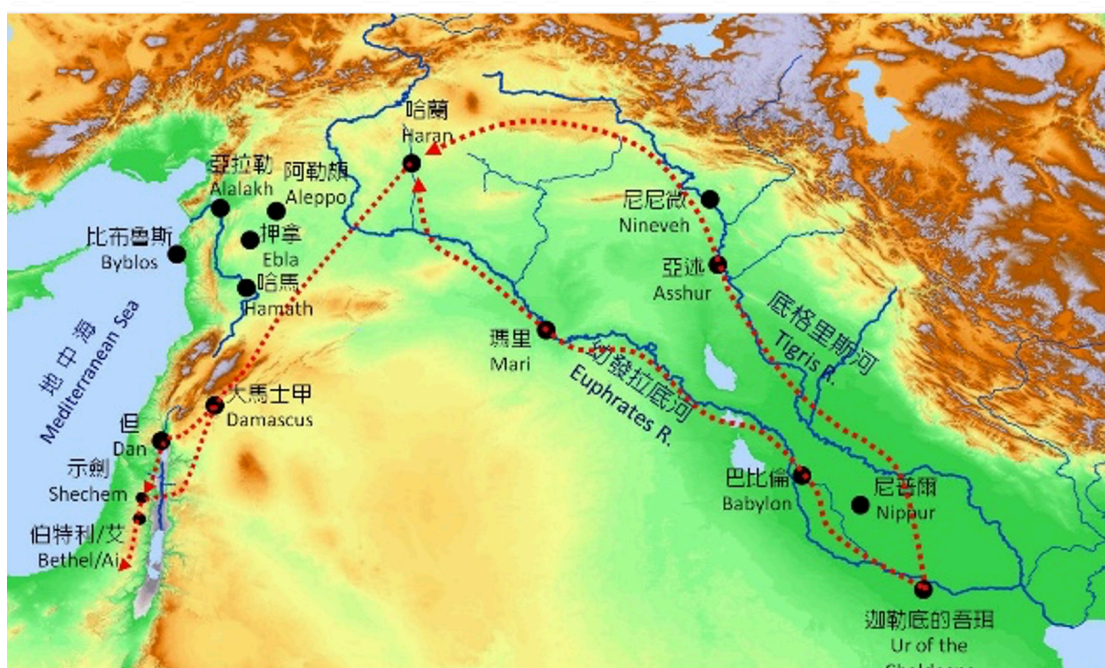 哈蘭
Haran
亞拉勒
Alalakh
阿勒頗
Aleppo
尼尼微
Nineveh
比布魯斯
Byblos
押拿
Ebla
亞述
Asshur
哈馬
Hamath
底格里斯河
Tigris R.
地中海
Mediterranean Sea
瑪里
Mari
幼發拉底河
Euphrates R.
大馬士甲
Damascus
但
Dan
示劍
Shechem
巴比倫
Babylon
尼普爾
Nippur
伯特利/艾
Bethel/Ai
迦勒底的吾珥
Ur of the